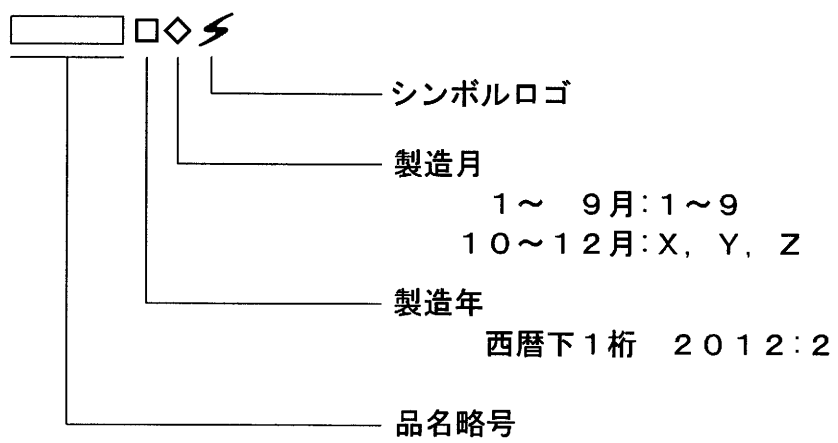 シンボルロゴ
製造月
１～　９月：１～９
１０～１２月：Ｘ，Ｙ，Ｚ
製造年
西暦下１桁　２０１２：２
品名略号